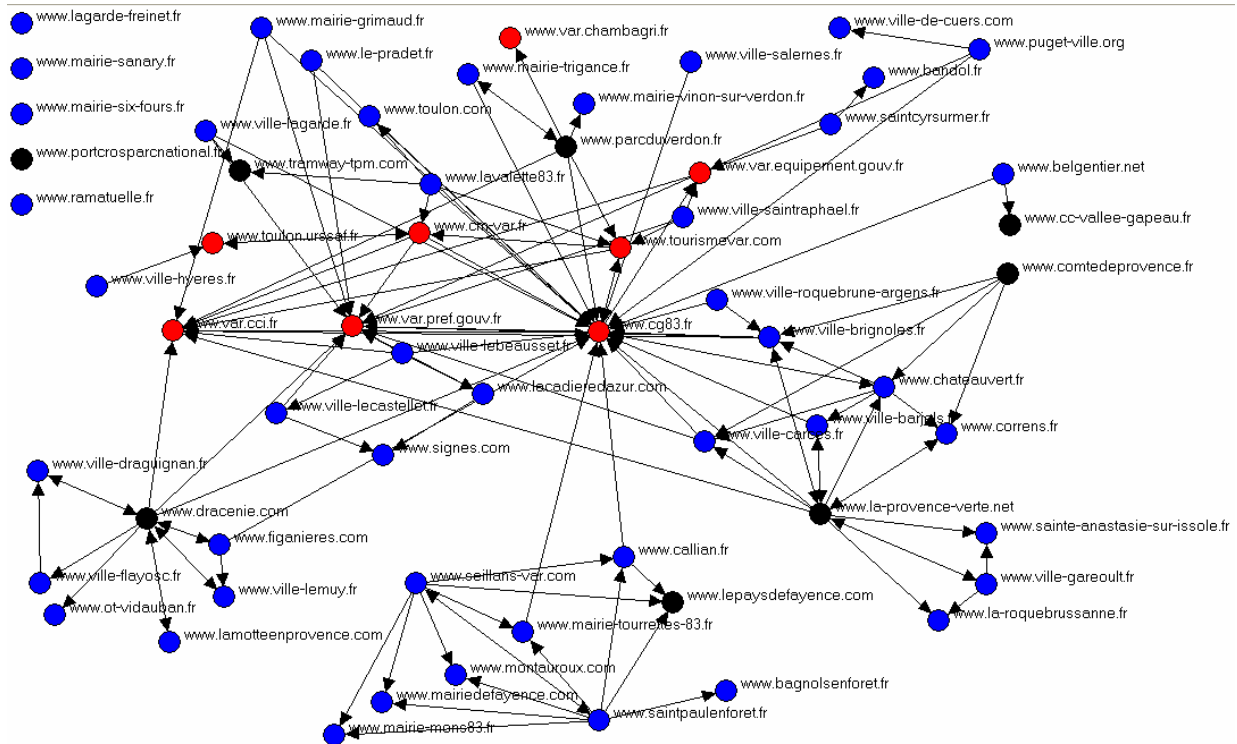 www.lagarde-freinet.fr
www.mairie-grimaud.fr
www.var.chambagri.fr
www.ville-de-cuers.com
www.puget-ville.org
www.le-pradet.fr
www.mairie-sanary.fr
www.mairie-trigance.fr
www.ville-salernes.fr
www.bandol.fr
www.mairie-six-fours.fr
www.toulon.com
www.mairie-vinon-sur-verdon.fr
www.ville-lagarde.fr
www.saintcyrsurmer.fr
www.portcrosparcnational.fr
www.tramway-tpm.com
www.parcduverdon.fr
www.lavalette83.fr
www.var.equipement.gouv.fr
www.belgentier.net
www.ramatuelle.fr
www.ville-saintraphael.fr
www.cc-vallee-gapeau.fr
www.toulon.urssaf.fr
www.cm-var.fr
www.tourismevar.com
www.comtedeprovence.fr
www.ville-hyeres.fr
www.ville-roquebrune-argens.fr
www.var.cci.fr
www.var.pref.gouv.fr
www.cg83.fr
www.ville-brignoles.fr
www.ville-lebeausset.fr
www.lacadieredazur.com
www.chateauvert.fr
www.ville-lecastellet.fr
www.ville-barjols.fr
www.ville-carces.fr
www.correns.fr
www.signes.com
www.ville-draguignan.fr
www.dracenie.com
www.la-provence-verte.net
www.figanieres.com
www.sainte-anastasie-sur-issole.fr
www.callian.fr
www.ville-flayosc.fr
www.ville-lemuy.fr
www.seillans-var.com
www.lepaysdefayence.com
www.ville-gareoult.fr
www.ot-vidauban.fr
www.la-roquebrussanne.fr
www.lamotteenprovence.com
www.mairie-tourrettes-83.fr
www.montauroux.com
www.bagnolsenforet.fr
www.mairiedefayence.com
www.saintpaulenforet.fr
www.mairie-mons83.fr